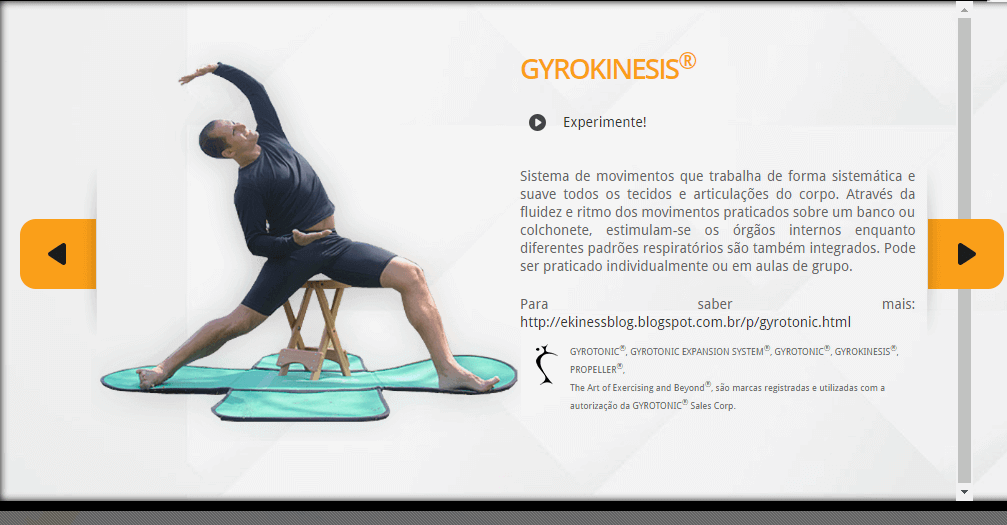 GYROKINESIS®
Experimente!
Sistema de movimentos que trabalha de forma sistemática e
suave todos os tecidos e articulações do corpo. Através da
fluidez e ritmo dos movimentos praticados sobre um banco ou
colchonete, estimulam-se os órgãos internos enquanto
diferentes padrões respiratórios são também integrados. Pode
ser praticado individualmente ou em aulas de grupo.
Para saber mais:
http://ekinessblog.blogspot.com.br/p/gyrotonic.html
GYROTONIC®, GYROTONIC EXPANSION SYSTEM®, GYROTONIC®, GYROKINESIS®,
PROPELLER®,
The Art of Exercising and Beyond®, são marcas registradas e utilizadas com a
autorização da GYROTONIC® Sales Corp.